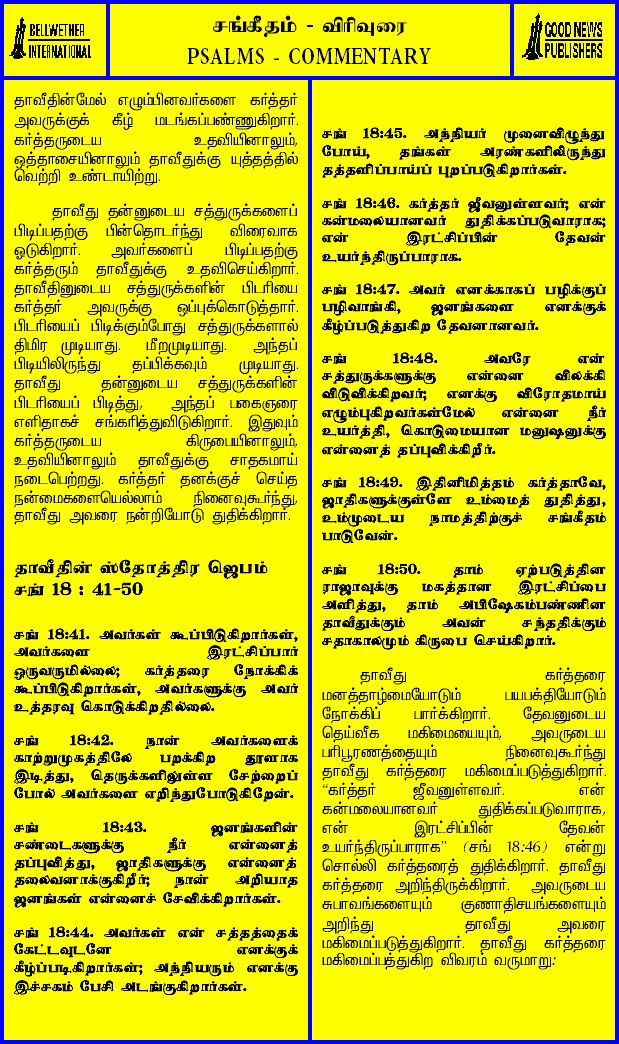 BELLWETHER
INTERNATIONAL
சங்கீதம் - விரிவுரை
PSALMS - COMMENTARY
GOOD NEWS
PUBLISHERS
தாவீதின்மேல் எழும்பினவர்களை கர்த்தர்
அவருக்குக் கீழ் மடங்கப்பண்ணுகிறார்.
கர்த்தருடைய உதவியினாலும்,
ஒத்தாசையினாலும் தாவீதுக்கு யுத்தத்தில்
வெற்றி உண்டாயிற்று.
தாவீது தன்னுடைய சத்துருக்களைப்
பிடிப்பதற்கு பின்தொடர்ந்து விரைவாக
ஓடுகிறார். அவர்களைப் பிடிப்பதற்கு
கர்த்தரும் தாவீதுக்கு உதவிசெய்கிறார்.
தாவீதினுடைய சத்துருக்களின் பிடரியை
கர்த்தர் அவருக்கு ஒப்புக்கொடுத்தார்.
பிடரியைப் பிடிக்கும்போது சத்துருக்களால்
திமிர முடியாது. மீறமுடியாது. அந்தப்
பிடியிலிருந்து தப்பிக்கவும் முடியாது.
தாவீது தன்னுடைய சத்துருக்களின்
பிடரியைப் பிடித்து, அந்தப் பகைஞரை
எளிதாகச் சங்கரித்துவிடுகிறார். இதுவும்
கர்த்தருடைய கிருபையினாலும்,
உதவியினாலும் தாவீதுக்கு சாதகமாய்
நடைபெற்றது. கர்த்தர் தனக்குச் செய்த
நன்மைகளையெல்லாம் நினைவுகூர்ந்து,
தாவீது அவரை நன்றியோடு துதிக்கிறார்.
தாவீதின் ஸ்தோத்திர ஜெபம்
சங் 18 : 41-50
சங் 18:41. அவர்கள் கூப்பிடுகிறார்கள்,
அவர்களை இரட்சிப்பார்
ஒருவருமில்லை; கர்த்தரை நோக்கிக்
கூப்பிடுகிறார்கள், அவர்களுக்கு அவர்
உத்தரவு கொடுக்கிறதில்லை.
சங் 18:42. நான் அவர்களைக்
காற்றுமுகத்திலே பறக்கிற தூளாக
இடித்து, தெருக்களிலுள்ள சேற்றைப்
போல் அவர்களை எறிந்துபோடுகிறேன்.
சங் 18:43. ஜனங்களின்
சண்டைகளுக்கு நீர் என்னைத்
தப்புவித்து, ஜாதிகளுக்கு என்னைத்
தலைவனாக்குகிறீர்; நான் அறியாத
ஜனங்கள் என்னைச் சேவிக்கிறார்கள்.
சங் 18:44. அவர்கள் என் சத்தத்தைக்
கேட்டவுடனே எனக்குக்
கீழ்ப்படிகிறார்கள்; அந்நியரும் எனக்கு
இச்சகம் பேசி அடங்குகிறார்கள்.
சங் 18:45. அந்நியர் முனைவிழுந்து
போய், தங்கள் அரண்களிலிருந்து
தத்தளிப்பாய்ப் புறப்படுகிறார்கள்.
சங் 18:46. கர்த்தர் ஜீவனுள்ளவர்; என்
கன்மலையானவர் துதிக்கப்படுவாராக;
என் இரட்சிப்பின் தேவன்
உயர்ந்திருப்பாராக.
சங் 18:47. அவர் எனக்காகப் பழிக்குப்
பழிவாங்கி, ஜனங்களை எனக்குக்
கீழ்ப்படுத்துகிற தேவனானவர்.
சங் 18:48. அவரே என்
சத்துருக்களுக்கு என்னை விலக்கி
விடுவிக்கிறவர்; எனக்கு விரோதமாய்
எழும்புகிறவர்கள்மேல் என்னை நீர்
உயர்த்தி, கொடுமையான மனுஷனுக்கு
என்னைத் தப்புவிக்கிறீர்.
சங் 18:49. இதினிமித்தம் கர்த்தாவே,
ஜாதிகளுக்குள்ளே உம்மைத் துதித்து,
உம்முடைய நாமத்திற்குச் சங்கீதம்
பாடுவேன்.
சங் 18:50. தாம் ஏற்படுத்தின
ராஜாவுக்கு மகத்தான இரட்சிப்பை
அளித்து, தாம் அபிஷேகம்பண்ணின
தாவீதுக்கும் அவன் சந்ததிக்கும்
சதாகாலமும் கிருபை செய்கிறார்.
தாவீது கர்த்தரை
மனத்தாழ்மையோடும் பயபக்தியோடும்
நோக்கிப் பார்க்கிறார். தேவனுடைய
தெய்வீக மகிமையையும், அவருடைய
பரிபூரணத்தையும் நினைவுகூர்ந்து
தாவீது கர்த்தரை மகிமைப்படுத்துகிறார்.
"கர்த்தர் ஜீவனுள்ளவர். என்
கன்மலையானவர் துதிக்கப்படுவாராக,
என் இரட்சிப்பின் தேவன்
உயர்ந்திருப்பாராக" (சங் 18:46) என்று
சொல்லி கர்த்தரைத் துதிக்கிறார். தாவீது
கர்த்தரை அறிந்திருக்கிறார். அவருடைய
சுபாவங்களையும் குணாதிசயங்களையும்
அறிந்து தாவீது அவரை
மகிமைப்படுத்துகிறார். தாவீது கர்த்தரை
மகிமைப்பத்துகிற விவரம் வருமாறு: